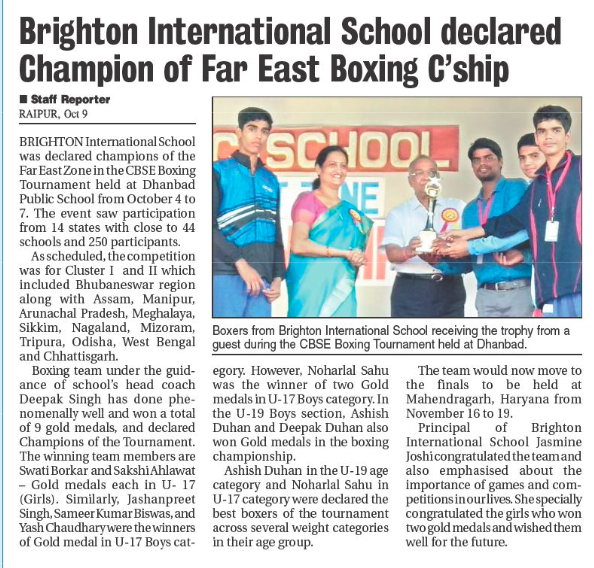 Brighton International School declared
Champion of Far East Boxing C'ship
■ Staff Reporter
RAIPUR, Oct 9
BRIGHTON International School
was declared champions of the
Far East Zone in the CBSE Boxing
Tournament held at Dhanbad
Public School from October 4 to
7. The event saw participation
from 14 states with close to 44
schools and 250 participants.
As scheduled, the competition
was for Cluster I and II which
included Bhubaneswar region
along with Assam, Manipur,
Arunachal Pradesh, Meghalaya,
Sikkim, Nagaland, Mizoram,
Tripura, Odisha, West Bengal
and Chhattisgarh.
Boxing team under the guid-
ance of school's head coach
Deepak Singh has done phe-
nomenally well and won a total
of 9 gold medals, and declared
Champions of the Tournament.
The winning team members are
Swati Borkar and Sakshi Ahlawat
– Gold medals each in U- 17
(Girls). Similarly, Jashanpreet
Singh, Sameer Kumar Biswas, and
Yash Chaudhary were the winners
of Gold medal in U-17 Boys cat-
SCHOOL
ZONE
Boxers from Brighton International School receiving the trophy from a
guest during the CBSE Boxing Tournament held at Dhanbad.
egory. However, Noharlal Sahu
was the winner of two Gold
medals in U-17 Boys category. In
the U-19 Boys section, Ashish
Duhan and Deepak Duhan also
won Gold medals in the boxing
championship.
Ashish Duhan in the U-19 age
category and Noharlal Sahu in
U-17 category were declared the
best boxers of the tournament
across several weight categories
in their age group.
The team would now move to
the finals to be held at
Mahendragarh, Haryana from
November 16 to 19.
Principal of Brighton
International School Jasmine
Joshi congratulated the team and
also emphasised about the
importance of games and com-
petitions in our lives. She specially
congratulated the girls who won
two gold medals and wished them
well for the future.